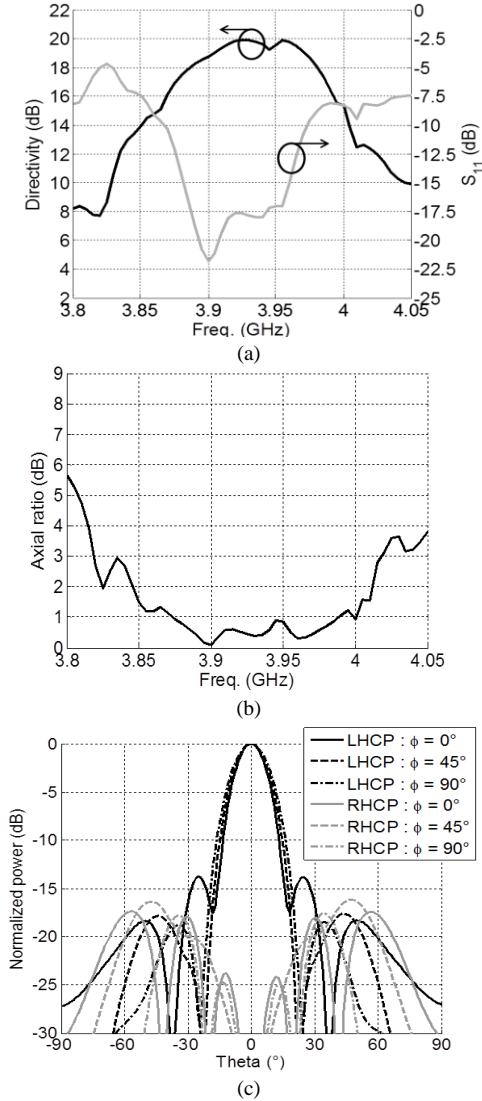 22
20
18
16
14
12
10
8
6
4
2
Directivity (dB)
0
-2.5
-5
-7.5
-10
-12.5
-15
-17.5
-20
-22.5
-25
S11 (dB)
3.8 3.85 3.9 3.95 4 4.05
Freq. (GHz)
(a)
9
8
7
6
5
4
3
2
1
0
Axial ratio (dB)
3.8 3.85 3.9 3.95 4 4.05
Freq. (GHz)
(b)
LHCP : ϕ = 0°
LHCP : ϕ = 45°
LHCP : ϕ = 90°
RHCP : ϕ = 0°
RHCP : ϕ = 45°
RHCP : ϕ = 90°
0
-5
-10
-15
-20
-25
-30
Normalized power (dB)
-90 -60 -30 0 30 60 90
Theta (°)
(c)